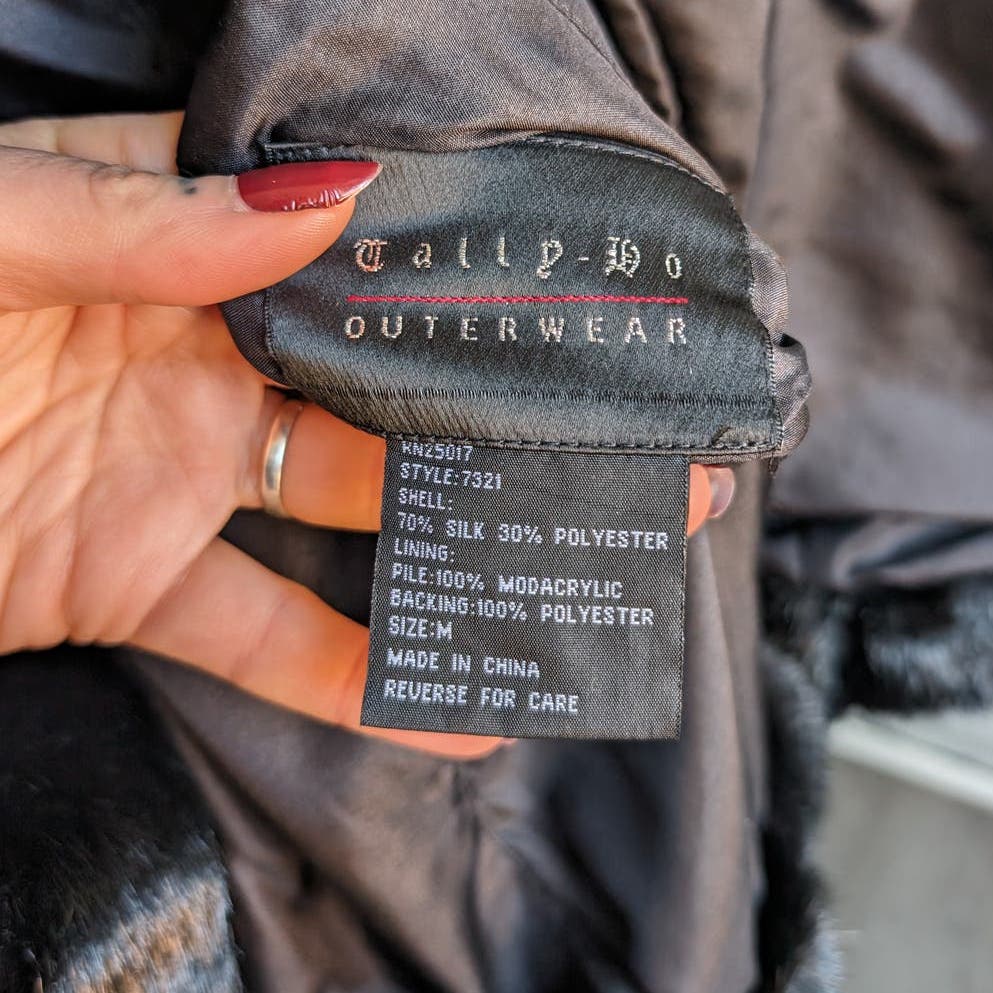 Tally-Ho
OUTERWEAR
RN25017
STYLE:7321
SHELL:
70% SILK 30% POLYESTER
LINING:
PILE:100% MODACRYLIC
BACKING:100% POLYESTER
SIZE:M
MADE IN CHINA
REVERSE FOR CARE